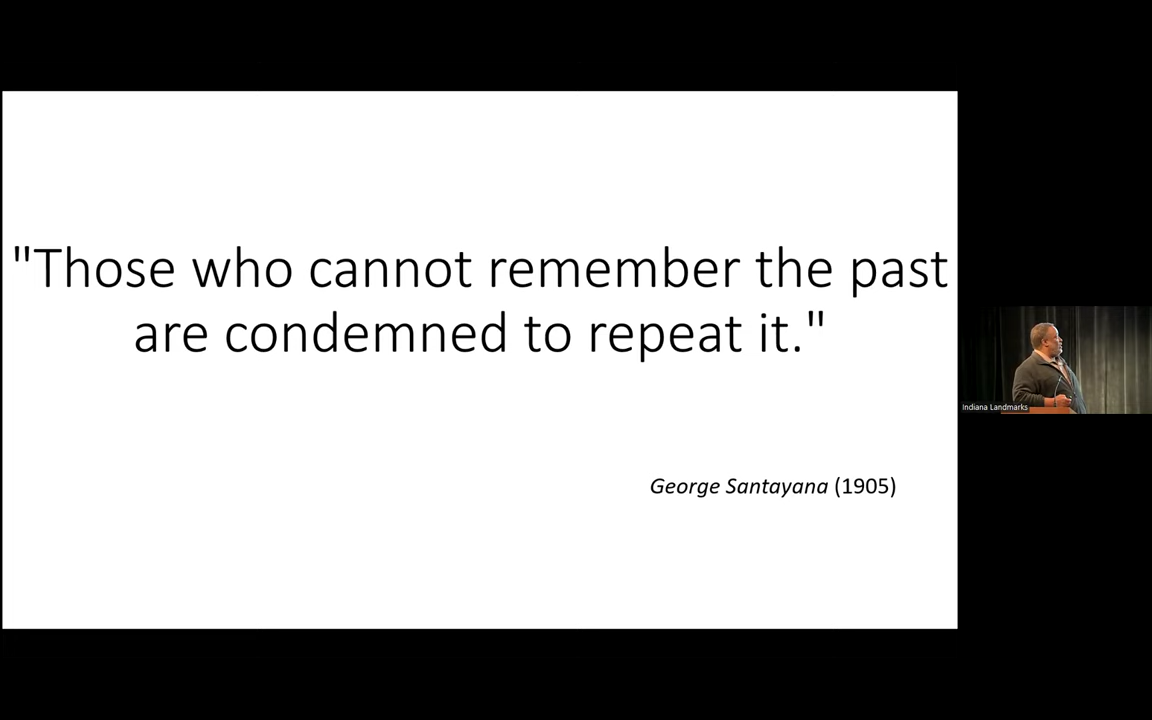 "Those who cannot remember the past
are condemned to repeat it."
George Santayana (1905)
Indiana Landmarks